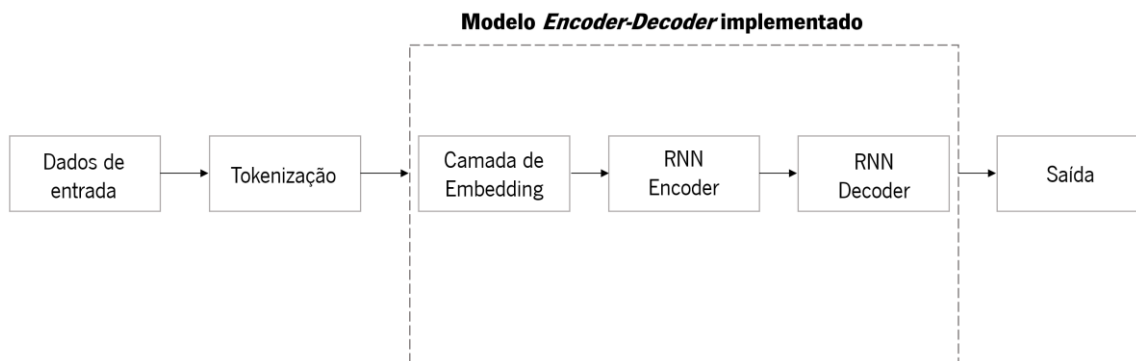 Modelo Encoder-Decoder implementado
Dados de
entrada
Tokenização
Camada de
Embedding
RNN
Encoder
RNN
Decoder
Saída